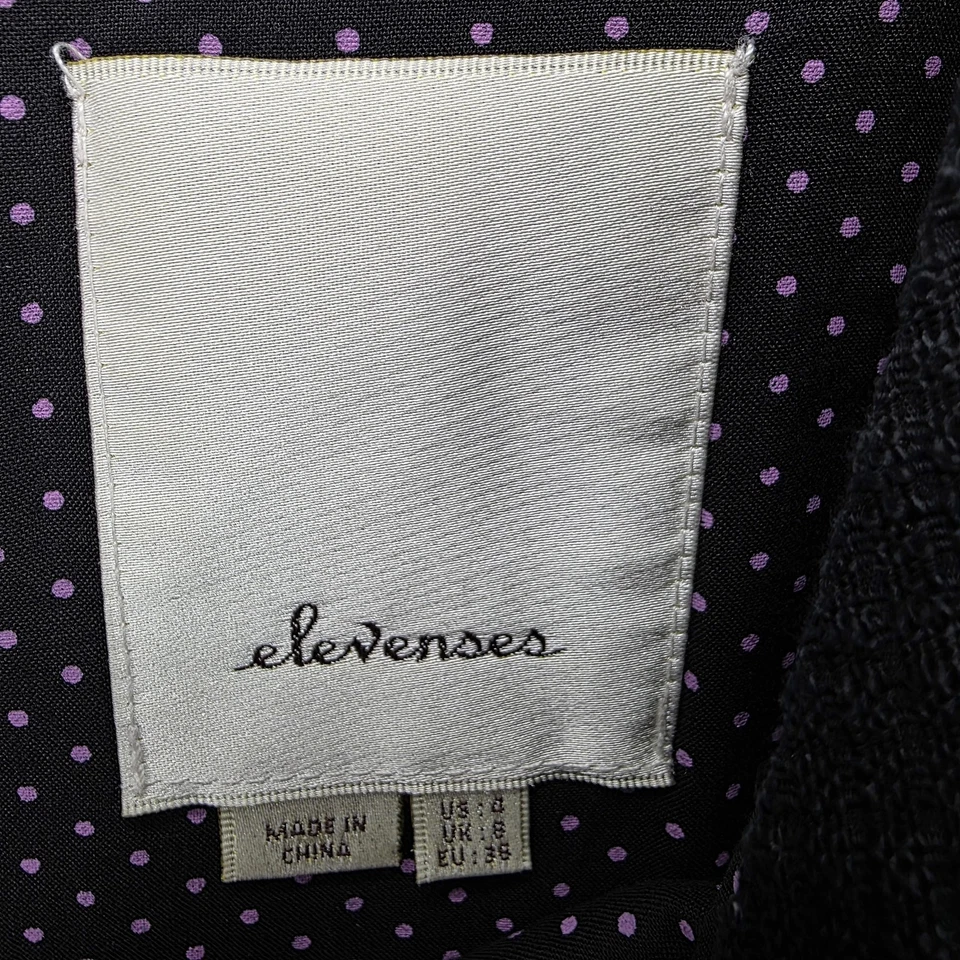 elevenses
MADE IN
CHINA
US : 4
UK : 8
EU : 36